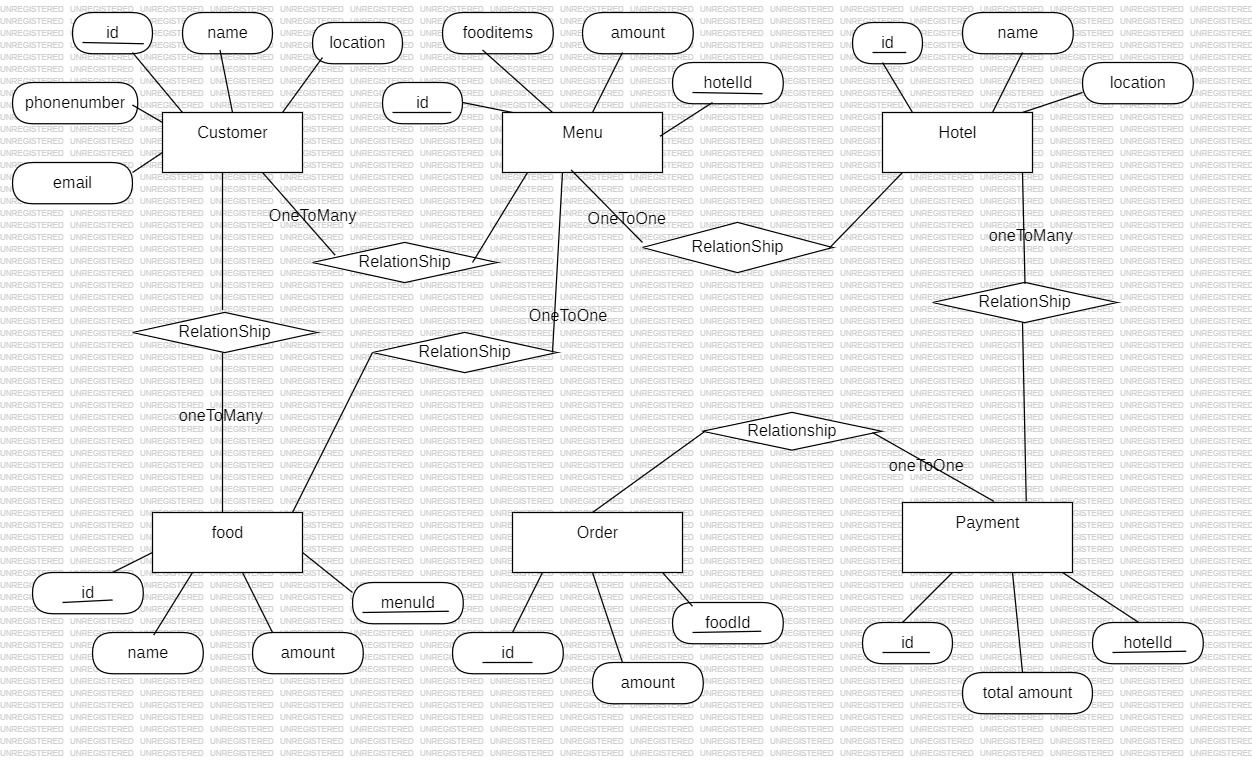 id
name
location
fooditems
amount
id
name
phonenumber
id
hotelId
location
Customer
Menu
Hotel
email
OneToMany
OneToOne
oneToMany
RelationShip
RelationShip
RelationShip
RelationShip
OneToOne
RelationShip
oneToMany
Relationship
oneToOne
food
Order
Payment
id
menuId
name
amount
id
foodId
amount
id
hotelId
total amount
UNREGISTERED